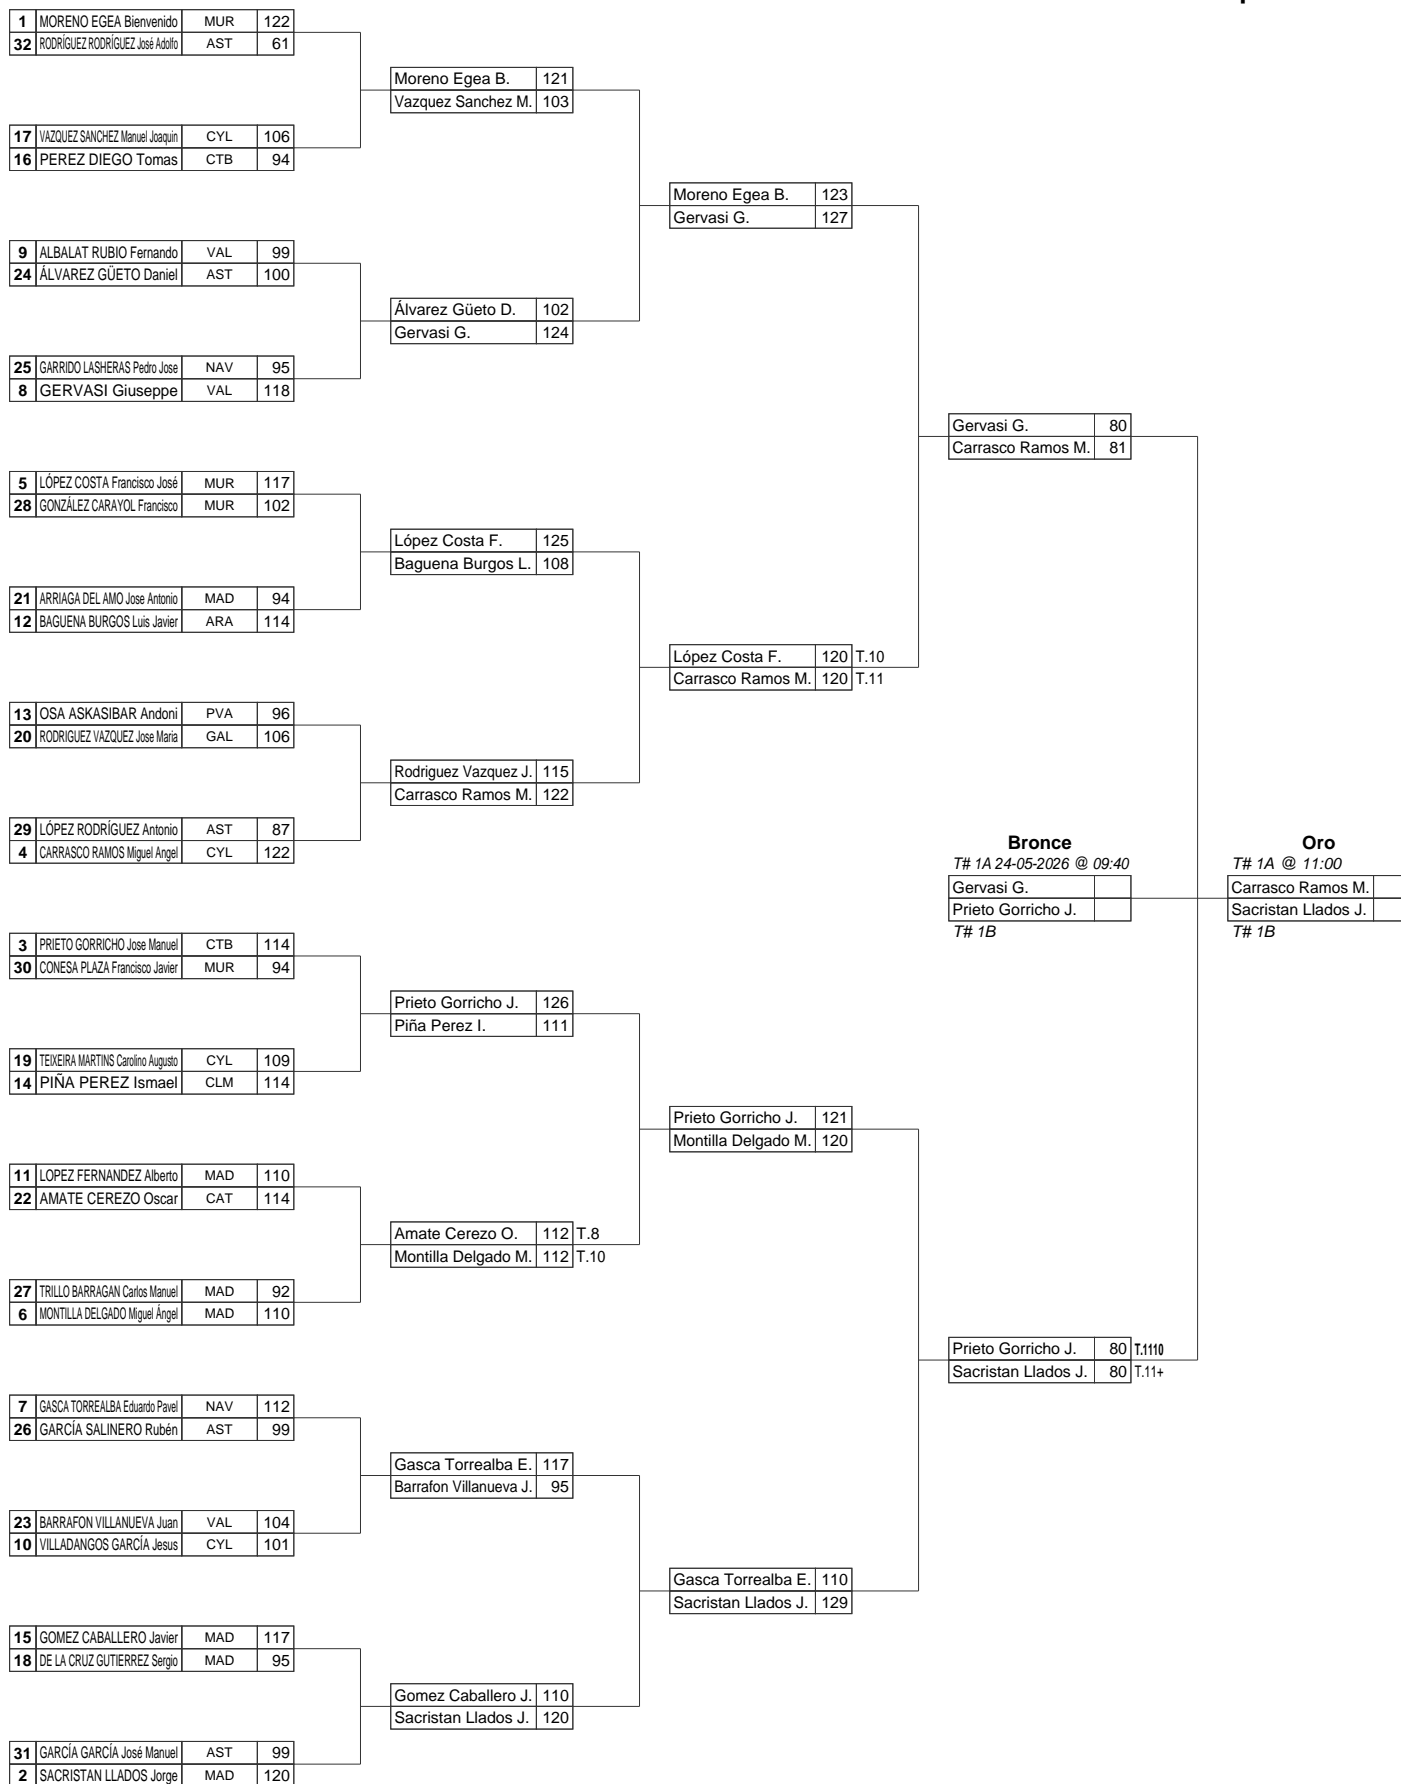 1 MORENO EGEA Bienvenido MUR 122
32 RODRÍGUEZ RODRÍGUEZ José Adolfo AST 61
Moreno Egea B. 121
Vazquez Sanchez M. 103
17 VAZQUEZ SANCHEZ Manuel Joaquin CYL 106
16 PEREZ DIEGO Tomas CTB 94
Moreno Egea B. 123
Gervasi G. 127
9 ALBALAT RUBIO Fernando VAL 99
24 ÁLVAREZ GÜETO Daniel AST 100
Álvarez Güeto D. 102
Gervasi G. 124
25 GARRIDO LASHERAS Pedro Jose NAV 95
8 GERVASI Giuseppe VAL 118
Gervasi G. 80
Carrasco Ramos M. 81
5 LÓPEZ COSTA Francisco José MUR 117
28 GONZÁLEZ CARAYOL Francisco MUR 102
López Costa F. 125
Baguena Burgos L. 108
21 ARRIAGA DEL AMO Jose Antonio MAD 94
12 BAGUENA BURGOS Luis Javier ARA 114
López Costa F. 120 T.10
Carrasco Ramos M. 120 T.11
13 OSA ASKASIBAR Andoni PVA 96
20 RODRIGUEZ VAZQUEZ Jose Maria GAL 106
Rodriguez Vazquez J. 115
Carrasco Ramos M. 122
29 LÓPEZ RODRÍGUEZ Antonio AST 87
4 CARRASCO RAMOS Miguel Angel CYL 122
Bronce Oro
T# 1A 24-05-2026 @ 09:40 T# 1A @ 11:00
Gervasi G. Carrasco Ramos M.
Prieto Gorricho J. Sacristan Llados J.
T# 1B T# 1B
3 PRIETO GORRICHO Jose Manuel CTB 114
30 CONESA PLAZA Francisco Javier MUR 94
Prieto Gorricho J. 126
Piña Perez I. 111
19 TEIXEIRA MARTINS Carolino Augusto CYL 109
14 PIÑA PEREZ Ismael CLM 114
Prieto Gorricho J. 121
Montilla Delgado M. 120
11 LOPEZ FERNANDEZ Alberto MAD 110
22 AMATE CEREZO Oscar CAT 114
Amate Cerezo O. 112 T.8
Montilla Delgado M. 112 T.10
27 TRILLO BARRAGAN Carlos Manuel MAD 92
6 MONTILLA DELGADO Miguel Ángel MAD 110
Prieto Gorricho J. 80 T.1110
Sacristan Llados J. 80 T.11+
7 GASCA TORREALBA Eduardo Pavel NAV 112
26 GARCÍA SALINERO Rubén AST 99
Gasca Torrealba E. 117
Barrafon Villanueva J. 95
23 BARRAFON VILLANUEVA Juan VAL 104
10 VILLADANGOS GARCÍA Jesus CYL 101
Gasca Torrealba E. 110
Sacristan Llados J. 129
15 GOMEZ CABALLERO Javier MAD 117
18 DE LA CRUZ GUTIERREZ Sergio MAD 95
Gomez Caballero J. 110
Sacristan Llados J. 120
31 GARCÍA GARCÍA José Manuel AST 99
2 SACRISTAN LLADOS Jorge MAD 120